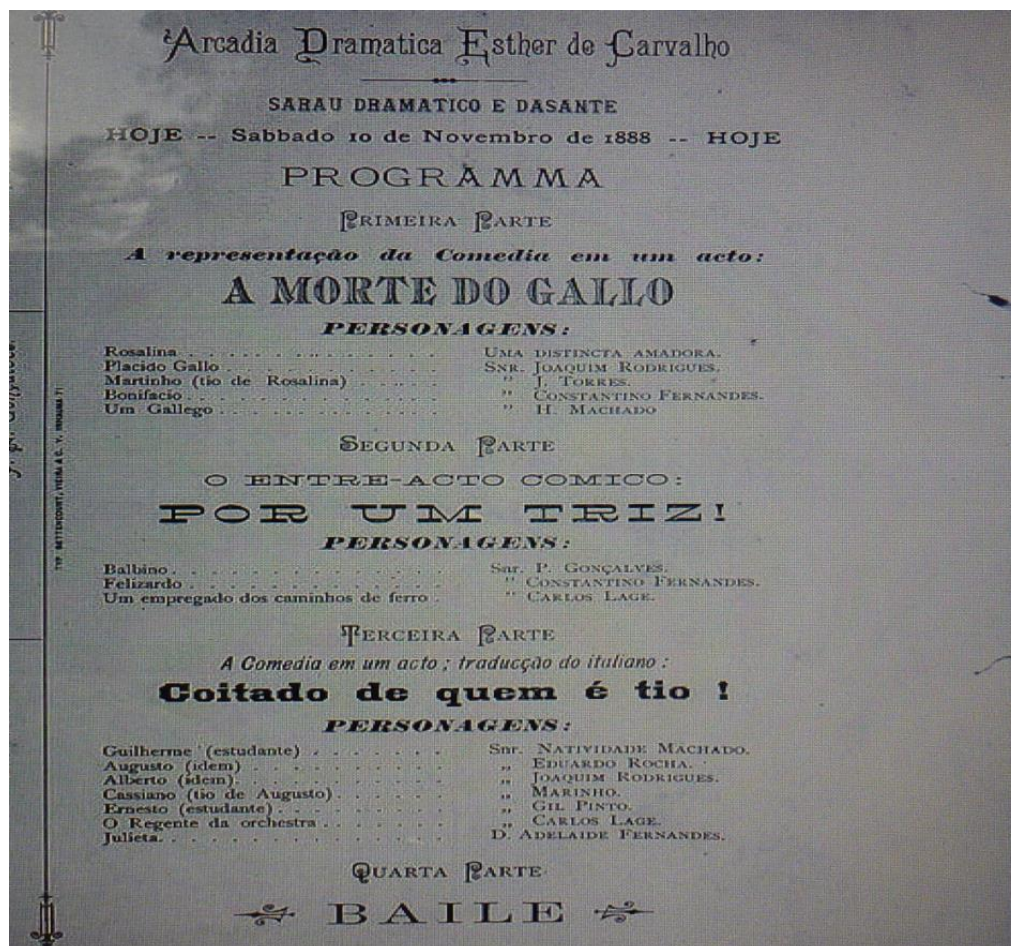 Arcadia Dramatica Esther de Carvalho
SARAU DRAMATICO E DASANTE
HOJE -- Sabbado 10 de Novembro de 1888 -- HOJE
PROGRAMMA
PRIMEIRA PARTE
A representação da Comedia em um acto:
A MORTE DO GALLO
PERSONAGENS:
Rosalina . . . . . . . . . . . . . . UMA DISTINCTA AMADORA.
Placido Gallo . . . . . . . . . . . . SNR. JOAQUIM RODRIGUES.
Martinho (tio de Rosalina) . . . . . . " J. TORRES.
Bonifacio . . . . . . . . . . . . . . " CONSTANTINO FERNANDES.
Um Gallego . . . . . . . . . . . . . " H. MACHADO
SEGUNDA PARTE
O ENTRE-ACTO COMICO:
POR UM TRIZ!
PERSONAGENS:
Balbino . . . . . . . . . . . . . . Snr. P. GONÇALVES.
Felizardo . . . . . . . . . . . . . " CONSTANTINO FERNANDES.
Um empregado dos caminhos de ferro . " CARLOS LAGE.
TERCEIRA PARTE
A Comedia em um acto ; traducção do italiano :
Coitado de quem é tio !
PERSONAGENS:
Guilherme (estudante) . . . . . . . Snr. NATIVIDADE MACHADO.
Augusto (idem) . . . . . . . . . . „ EDUARDO ROCHA.
Alberto (idem) . . . . . . . . . . „ JOAQUIM RODRIGUES.
Cassiano (tio de Augusto) . . . . . . „ MARINHO.
Ernesto (estudante) . . . . . . . . „ GIL PINTO.
O Regente da orchestra . . . . . . „ CARLOS LAGE.
Julieta. . . . . . . . . . . . . . D. ADELAIDE FERNANDES.
QUARTA PARTE
BAILE
TYP. BETTENCOURT, VIEIRA & C.